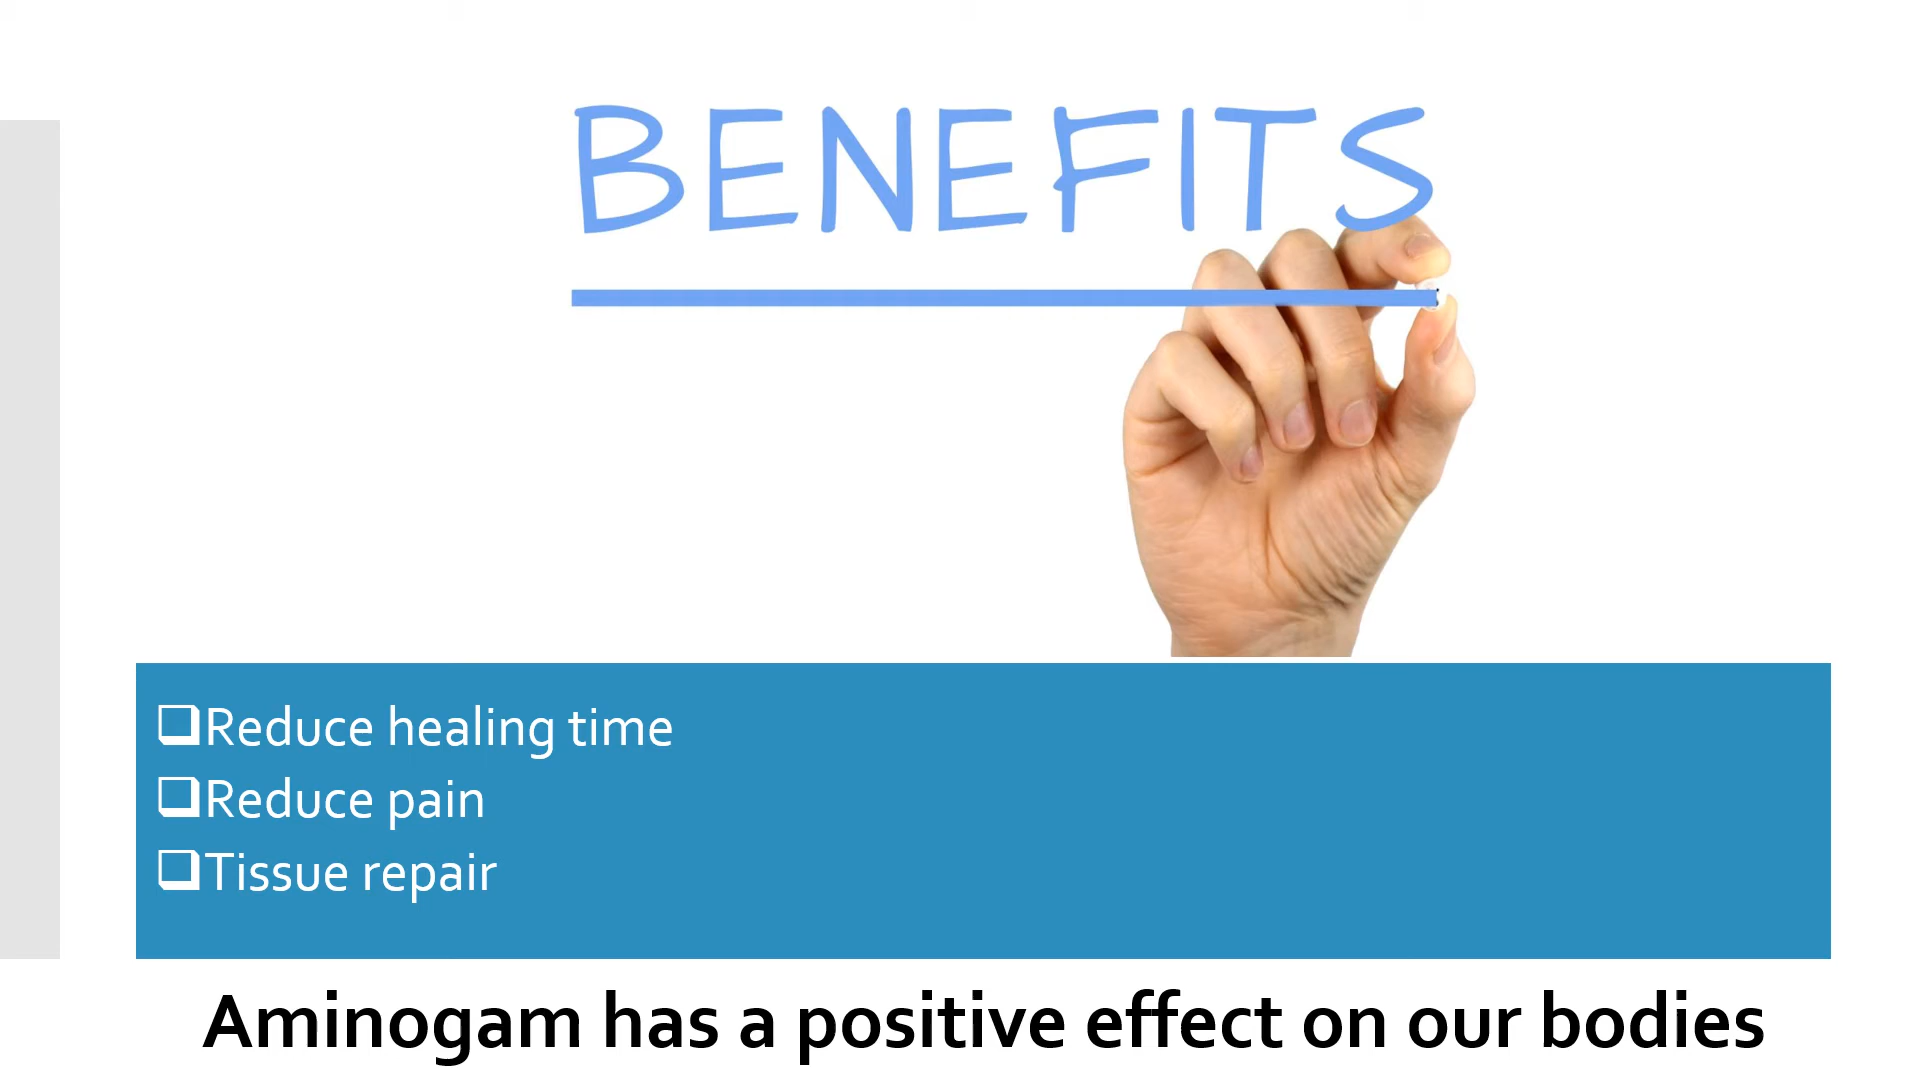 BENEFITS
❑Reduce healing time
❑Reduce pain
❑Tissue repair
Aminogam has a positive effect on our bodies